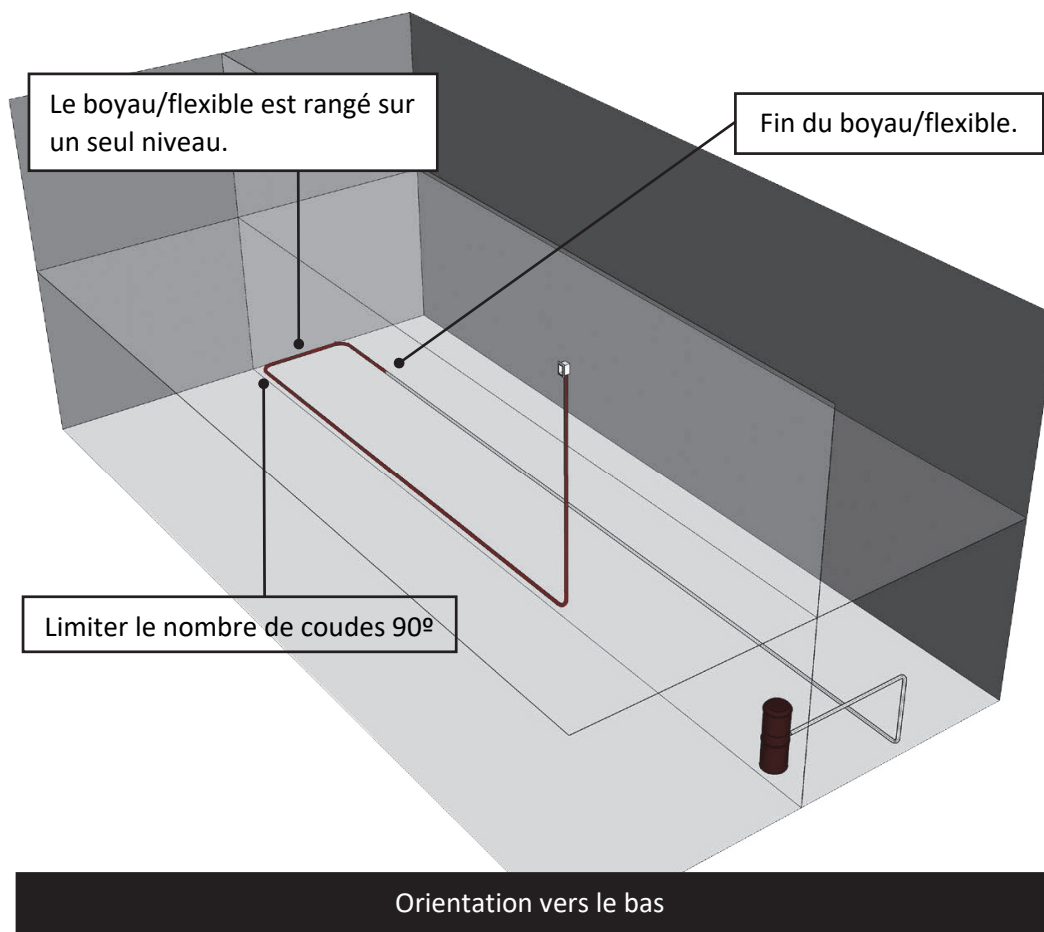 Le boyau/flexible est rangé sur
un seul niveau.
Fin du boyau/flexible.
Limiter le nombre de coudes 90º
Orientation vers le bas